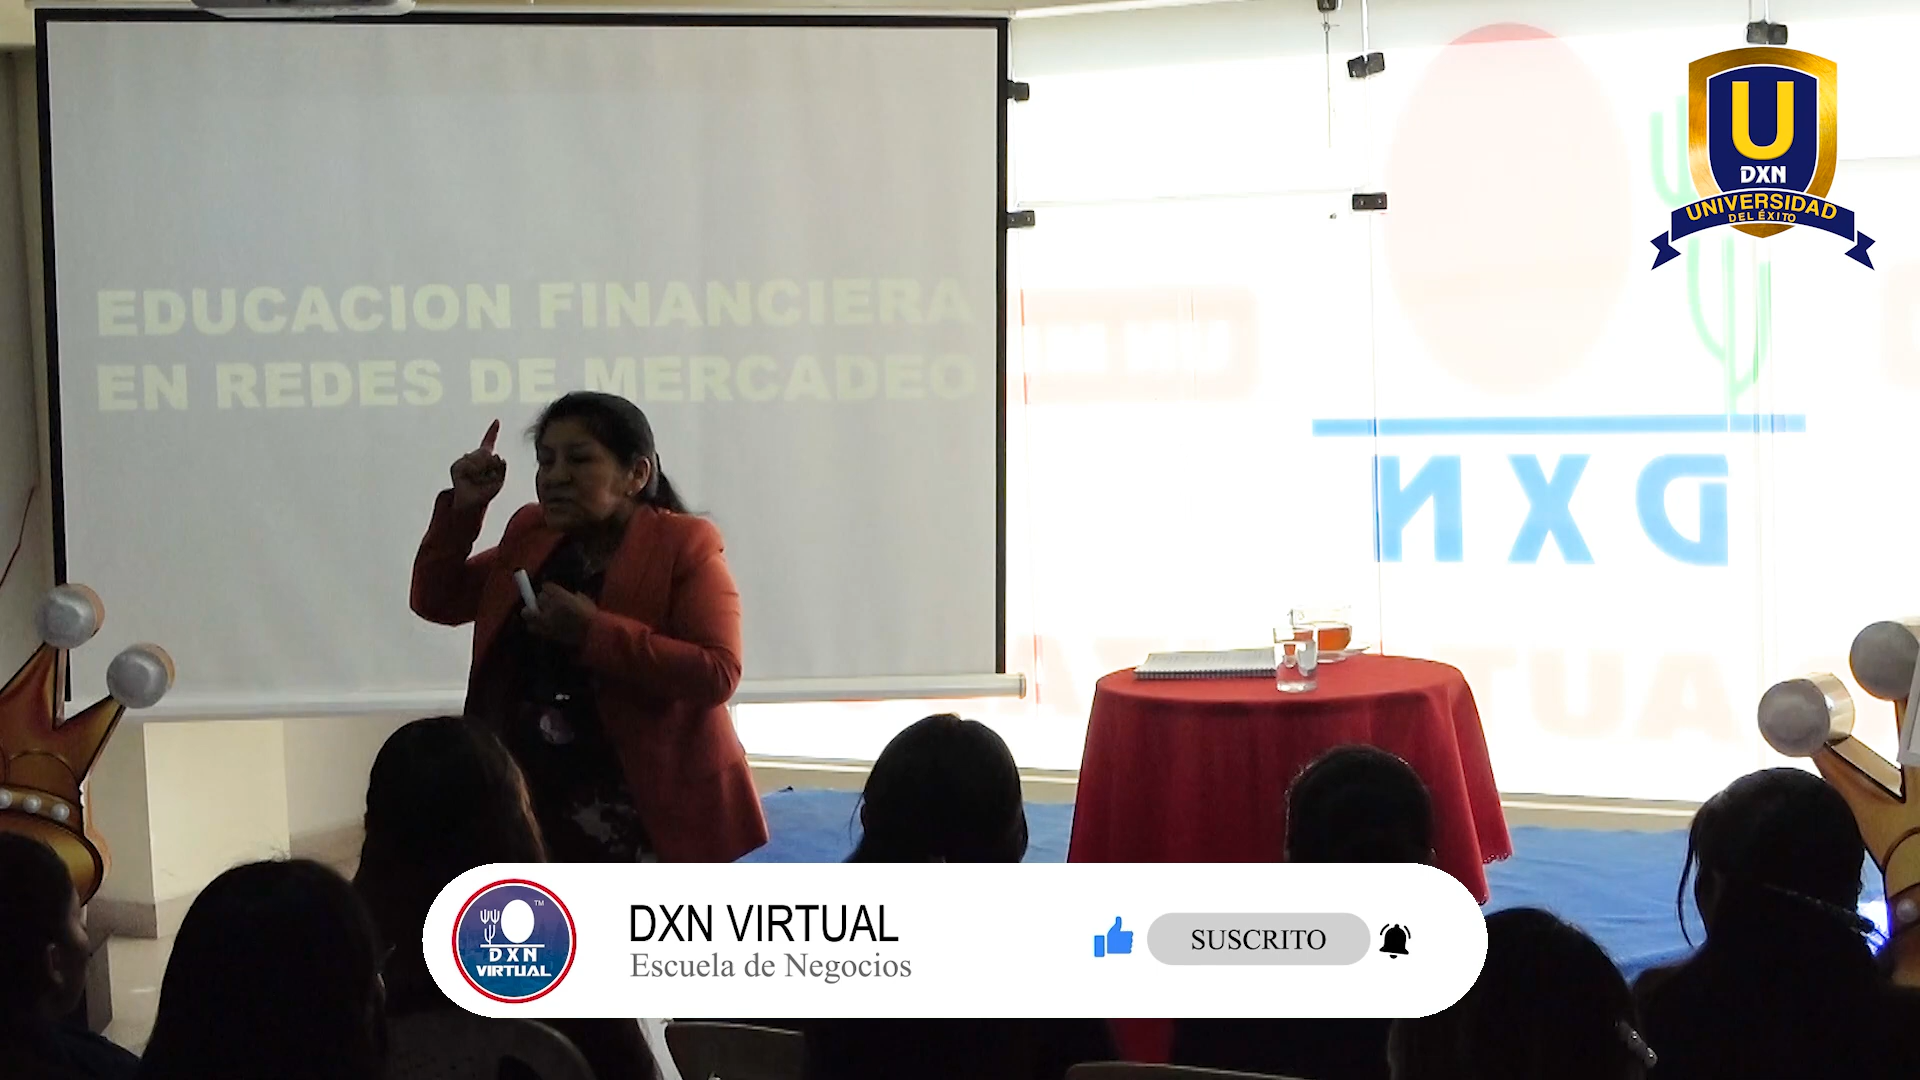 EDUCACION FINANCIERA
EN REDES DE MERCADEO
U
DXN
UNIVERSIDAD
DEL ÉXITO
DXN
DXN VIRTUAL
Escuela de Negocios
SUSCRITO
TM
DXN
VIRTUAL